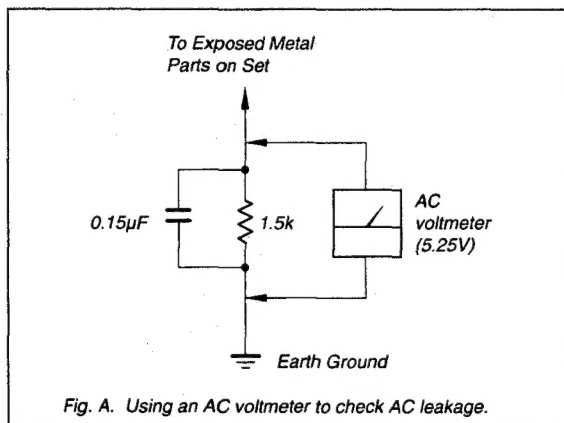 To Exposed Metal
Parts on Set
0.15µF
1.5k
AC
voltmeter
(5.25V)
Earth Ground
Fig. A. Using an AC voltmeter to check AC leakage.